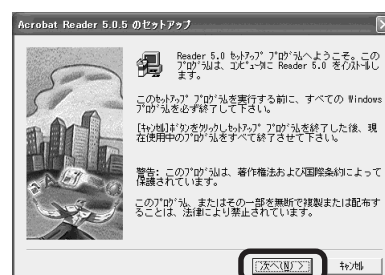 Acrobat Reader 5.0.5 のセットアップ
Reader 5.0 ｾｯﾄｱｯﾌﾟ ﾌﾟﾛｸﾞﾗﾑへようこそ。この
ﾌﾟﾛｸﾞﾗﾑは、ｺﾝﾋﾟｭｰﾀに Reader 5.0 をｲﾝｽﾄｰﾙし
ます。
このｾｯﾄｱｯﾌﾟ ﾌﾟﾛｸﾞﾗﾑを実行する前に、すべての Windows
ﾌﾟﾛｸﾞﾗﾑを必ず終了して下さい。
[ｷｬﾝｾﾙ]ﾎﾞﾀﾝをｸﾘｯｸしｾｯﾄｱｯﾌﾟ ﾌﾟﾛｸﾞﾗﾑを終了した後、現
在使用中のﾌﾟﾛｸﾞﾗﾑをすべて終了させて下さい。
警告: このﾌﾟﾛｸﾞﾗﾑは、著作権法および国際条約によって
保護されています。
このﾌﾟﾛｸﾞﾗﾑ、またはその一部を無断で複製または配布す
ることは、法律により禁止されています。
次へ(N) >
ｷｬﾝｾﾙ